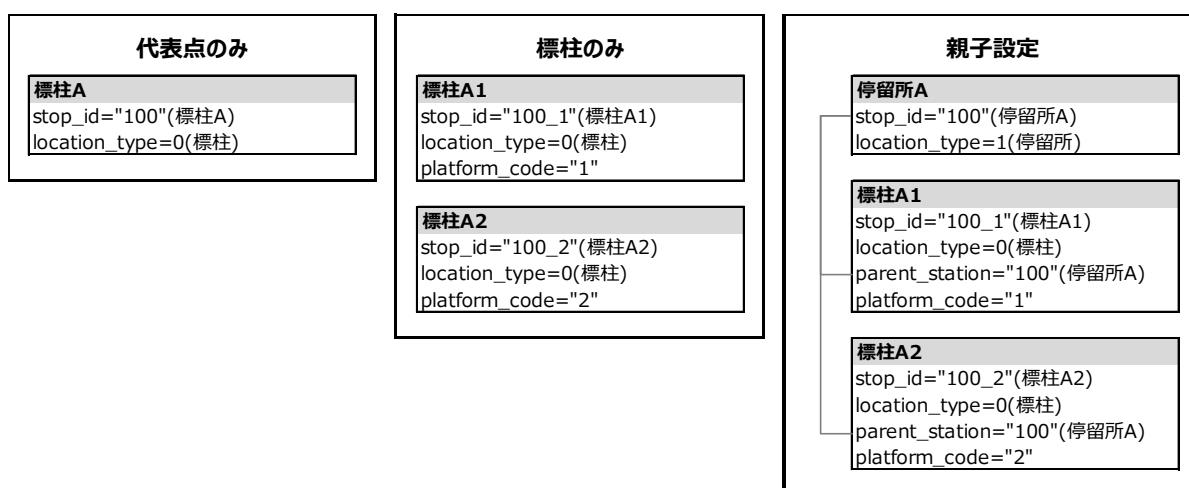 代表点のみ
標柱A
stop_id="100"(標柱A)
location_type=0(標柱)
標柱のみ
標柱A1
stop_id="100_1"(標柱A1)
location_type=0(標柱)
platform_code="1"
標柱A2
stop_id="100_2"(標柱A2)
location_type=0(標柱)
platform_code="2"
親子設定
停留所A
stop_id="100"(停留所A)
location_type=1(停留所)
標柱A1
stop_id="100_1"(標柱A1)
location_type=0(標柱)
parent_station="100"(停留所A)
platform_code="1"
標柱A2
stop_id="100_2"(標柱A2)
location_type=0(標柱)
parent_station="100"(停留所A)
platform_code="2"